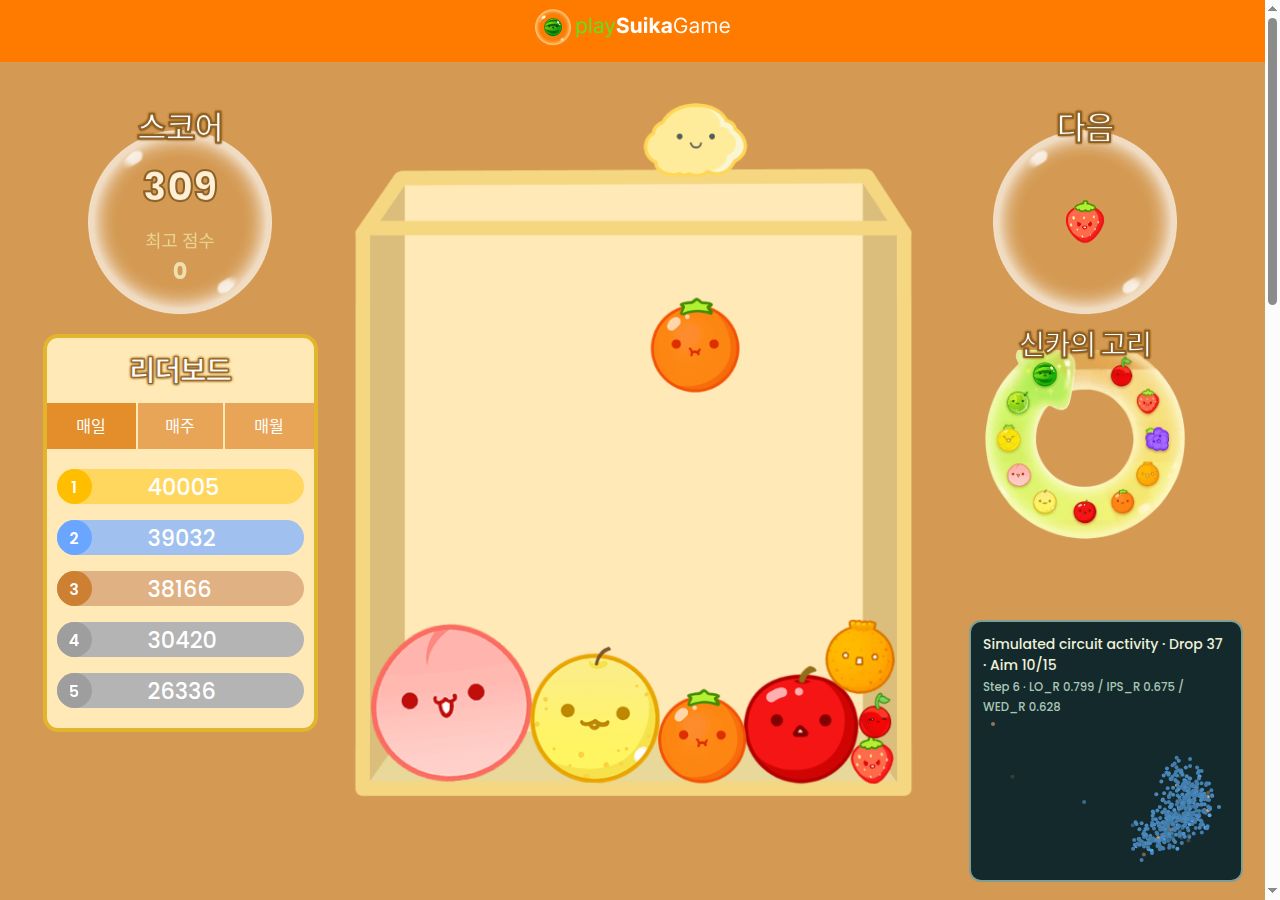 playSuikaGame
스코어
309
최고 점수
0
다음
리더보드
매일
매주
매월
1 40005
2 39032
3 38166
4 30420
5 26336
신카의 고리
Simulated circuit activity · Drop 37
· Aim 10/15
Step 6 · LO_R 0.799 / IPS_R 0.675 /
WED_R 0.628